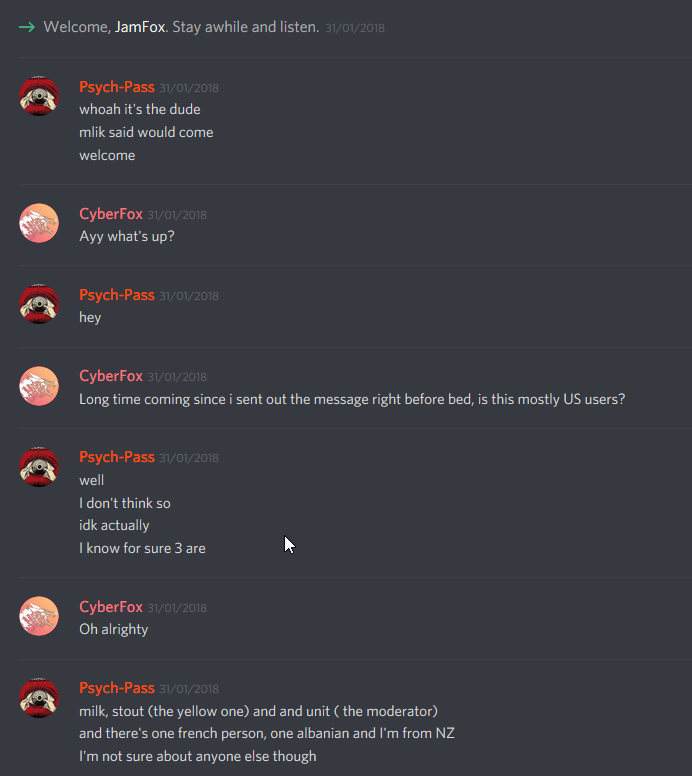 Welcome, JamFox. Stay awhile and listen. 31/01/2018
Psych-Pass 31/01/2018
whoah it's the dude
mlik said would come
welcome
CyberFox 31/01/2018
Ayy what's up?
Psych-Pass 31/01/2018
hey
CyberFox 31/01/2018
Long time coming since i sent out the message right before bed, is this mostly US users?
Psych-Pass 31/01/2018
well
I don't think so
idk actually
I know for sure 3 are
CyberFox 31/01/2018
Oh alrighty
Psych-Pass 31/01/2018
milk, stout (the yellow one) and and unit ( the moderator)
and there's one french person, one albanian and I'm from NZ
I'm not sure about anyone else though